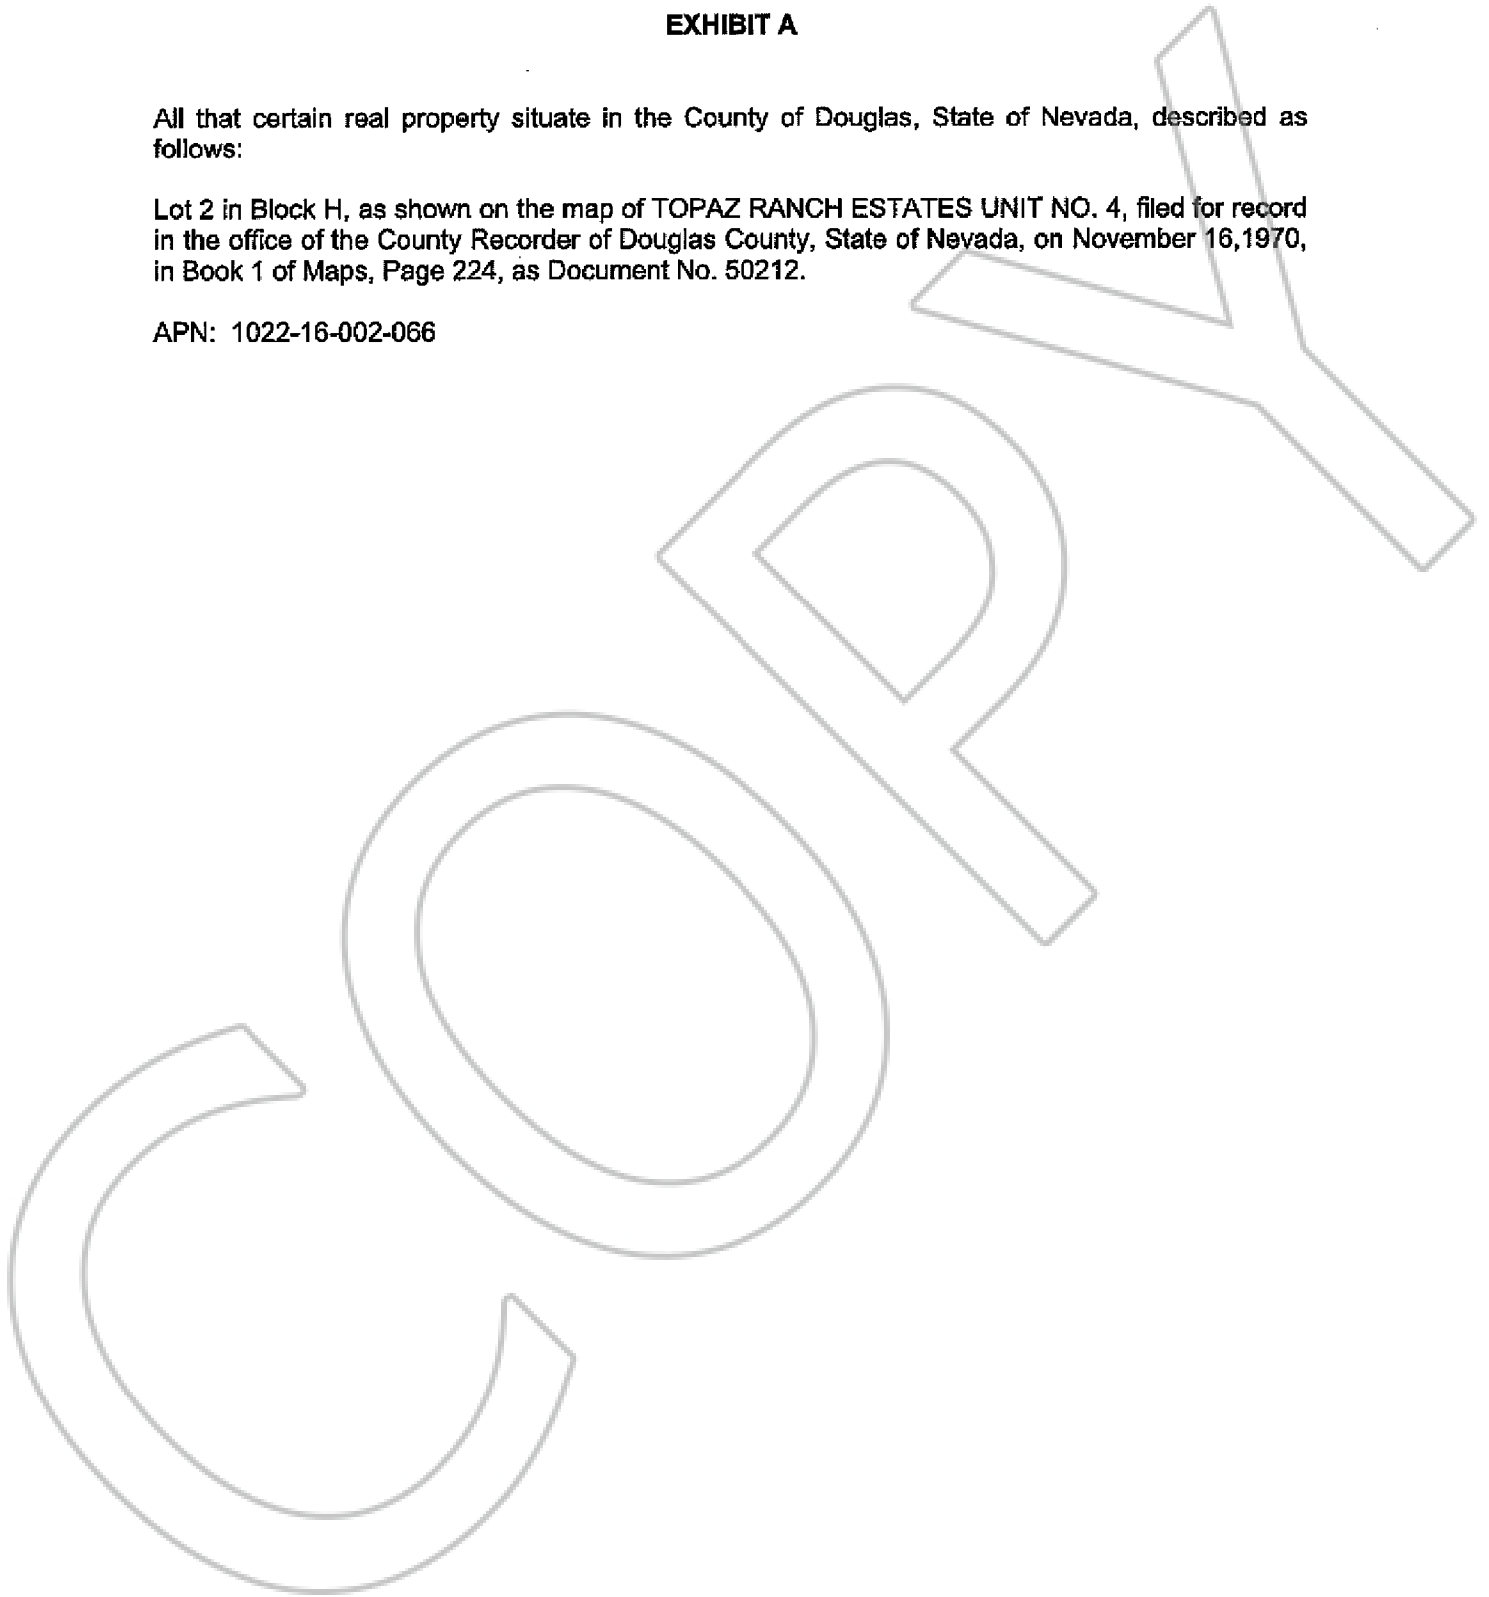 EXHIBIT A
All that certain real property situate in the County of Douglas, State of Nevada, described as
follows:
Lot 2 in Block H, as shown on the map of TOPAZ RANCH ESTATES UNIT NO. 4, filed for record
in the office of the County Recorder of Douglas County, State of Nevada, on November 16,1970,
in Book 1 of Maps, Page 224, as Document No. 50212.
APN: 1022-16-002-066
COPY